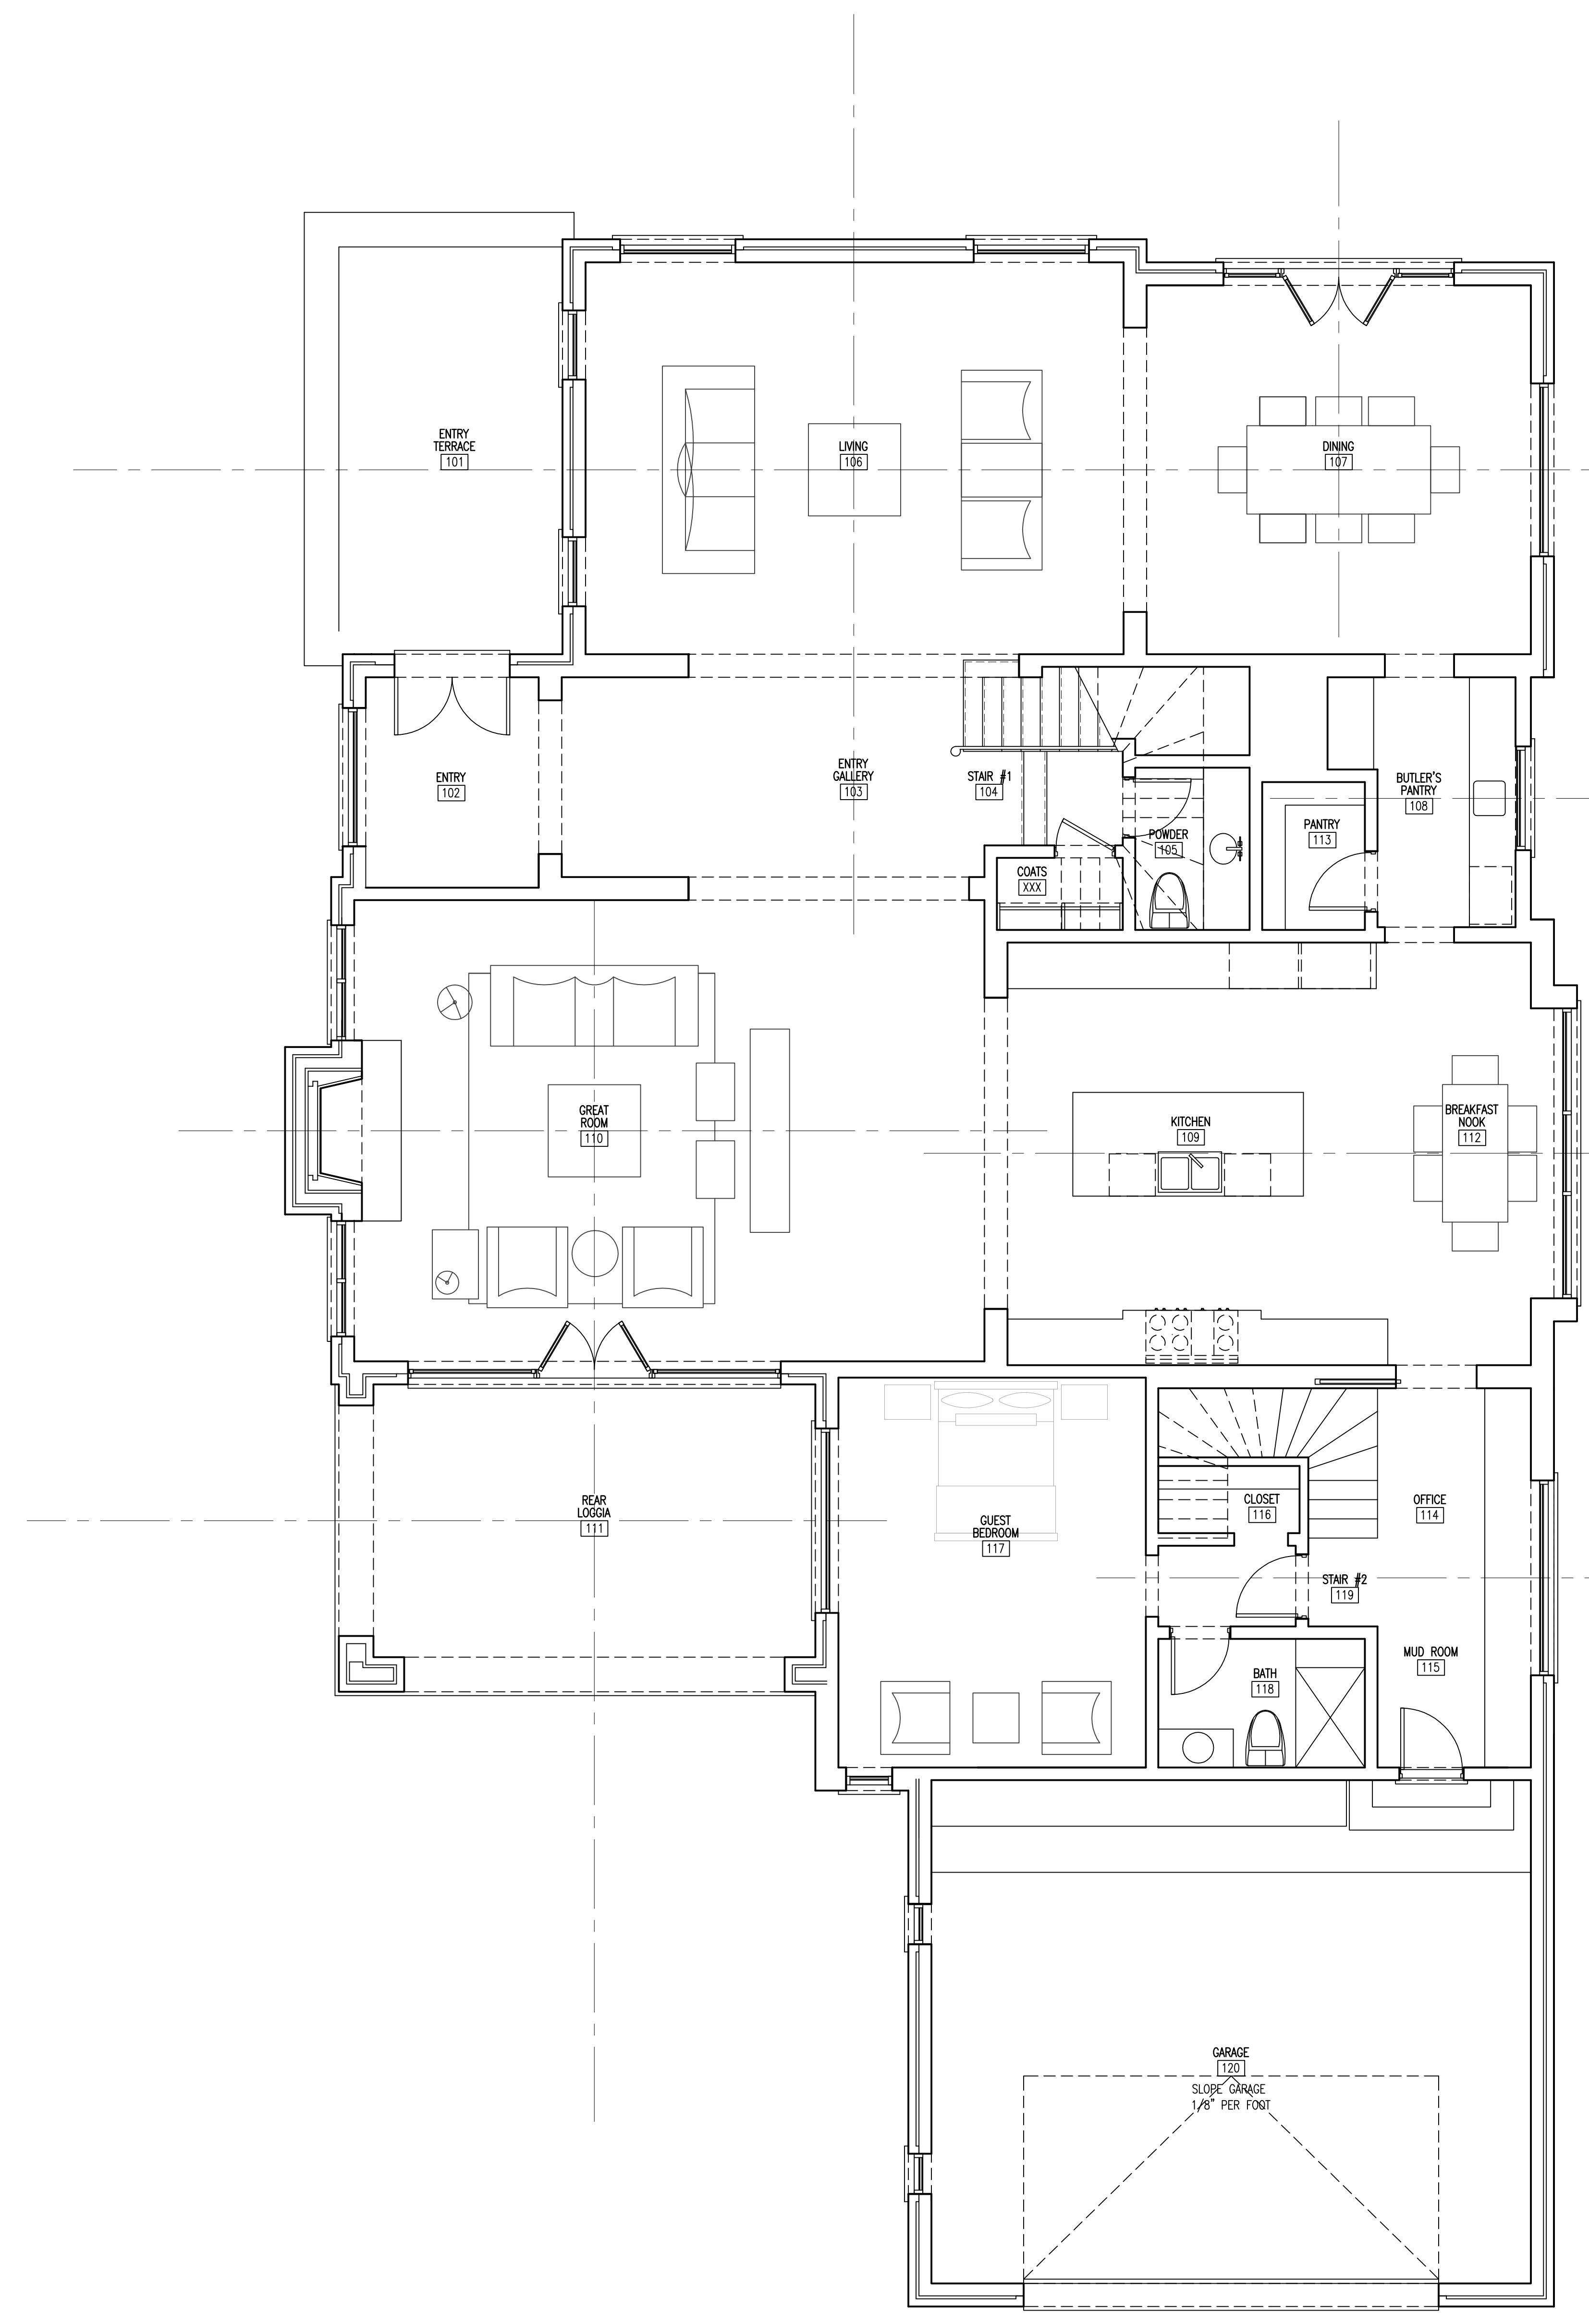 ENTRY
TERRACE
101
LIVING
106
DINING
107
ENTRY
102
ENTRY
GALLERY
103
STAIR #1
104
POWDER
105
COATS
XXX
PANTRY
113
BUTLER'S
PANTRY
108
GREAT
ROOM
110
KITCHEN
109
BREAKFAST
NOOK
112
REAR
LOGGIA
111
GUEST
BEDROOM
117
CLOSET
116
OFFICE
114
STAIR #2
119
MUD ROOM
115
BATH
118
GARAGE
120
SLOPE GARAGE
1/8" PER FOOT